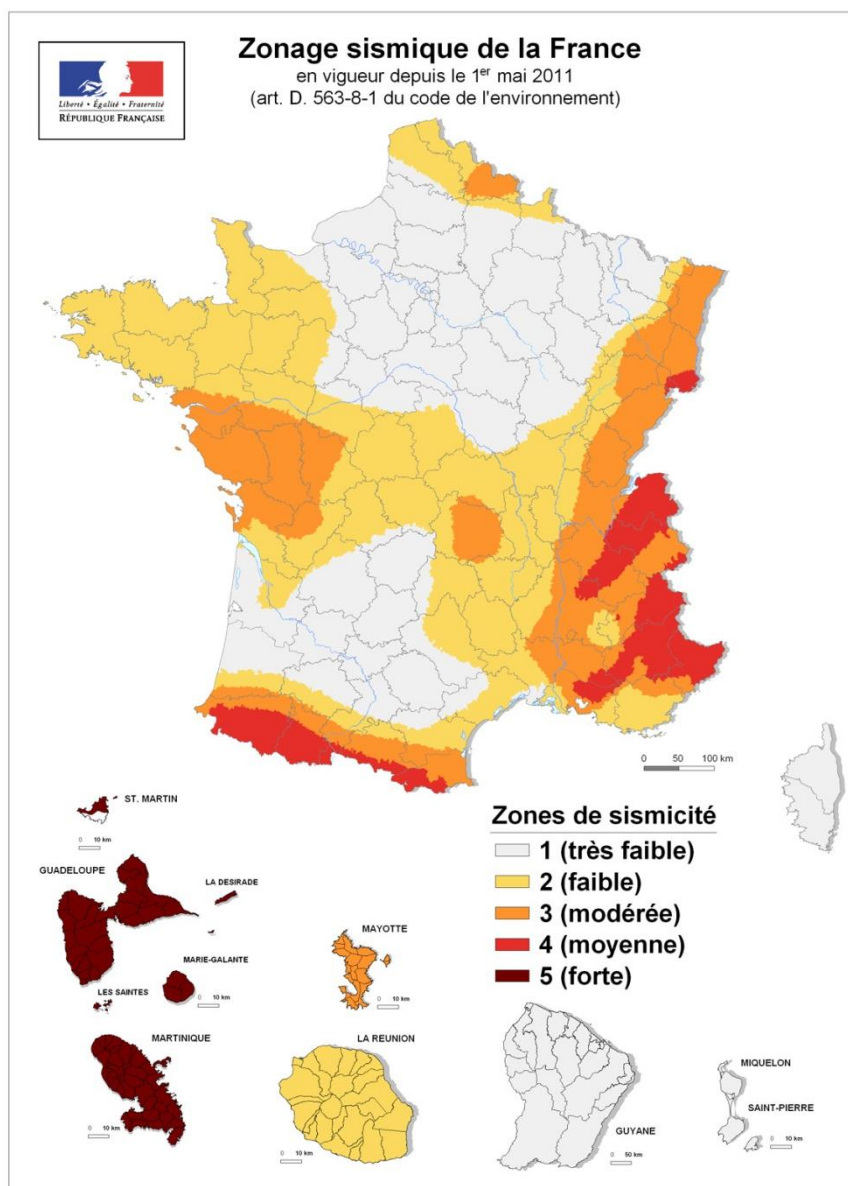 Zonage sismique de la France
en vigueur depuis le 1er mai 2011
(art. D. 563-8-1 du code de l'environnement)
Liberté • Égalité • Fraternité
RÉPUBLIQUE FRANÇAISE
0 50 100 km
ST. MARTIN
0 10 km
GUADELOUPE
LA DESIRADE
MARIE-GALANTE
LES SAINTES
0 10 km
MAYOTTE
0 10 km
Zones de sismicité
1 (très faible)
2 (faible)
3 (modérée)
4 (moyenne)
5 (forte)
MARTINIQUE
0 10 km
LA REUNION
0 10 km
GUYANE
0 50 km
MIQUELON
SAINT-PIERRE
0 10 km